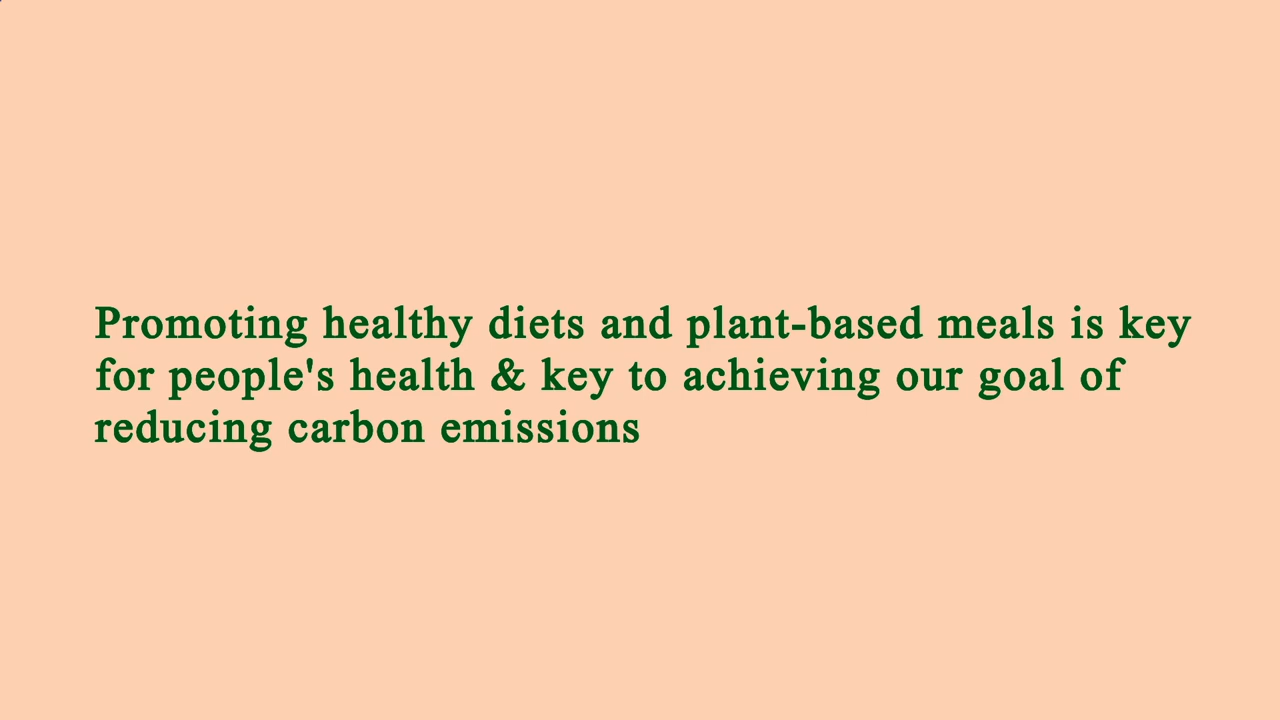 Promoting healthy diets and plant-based meals is key
for people's health & key to achieving our goal of
reducing carbon emissions